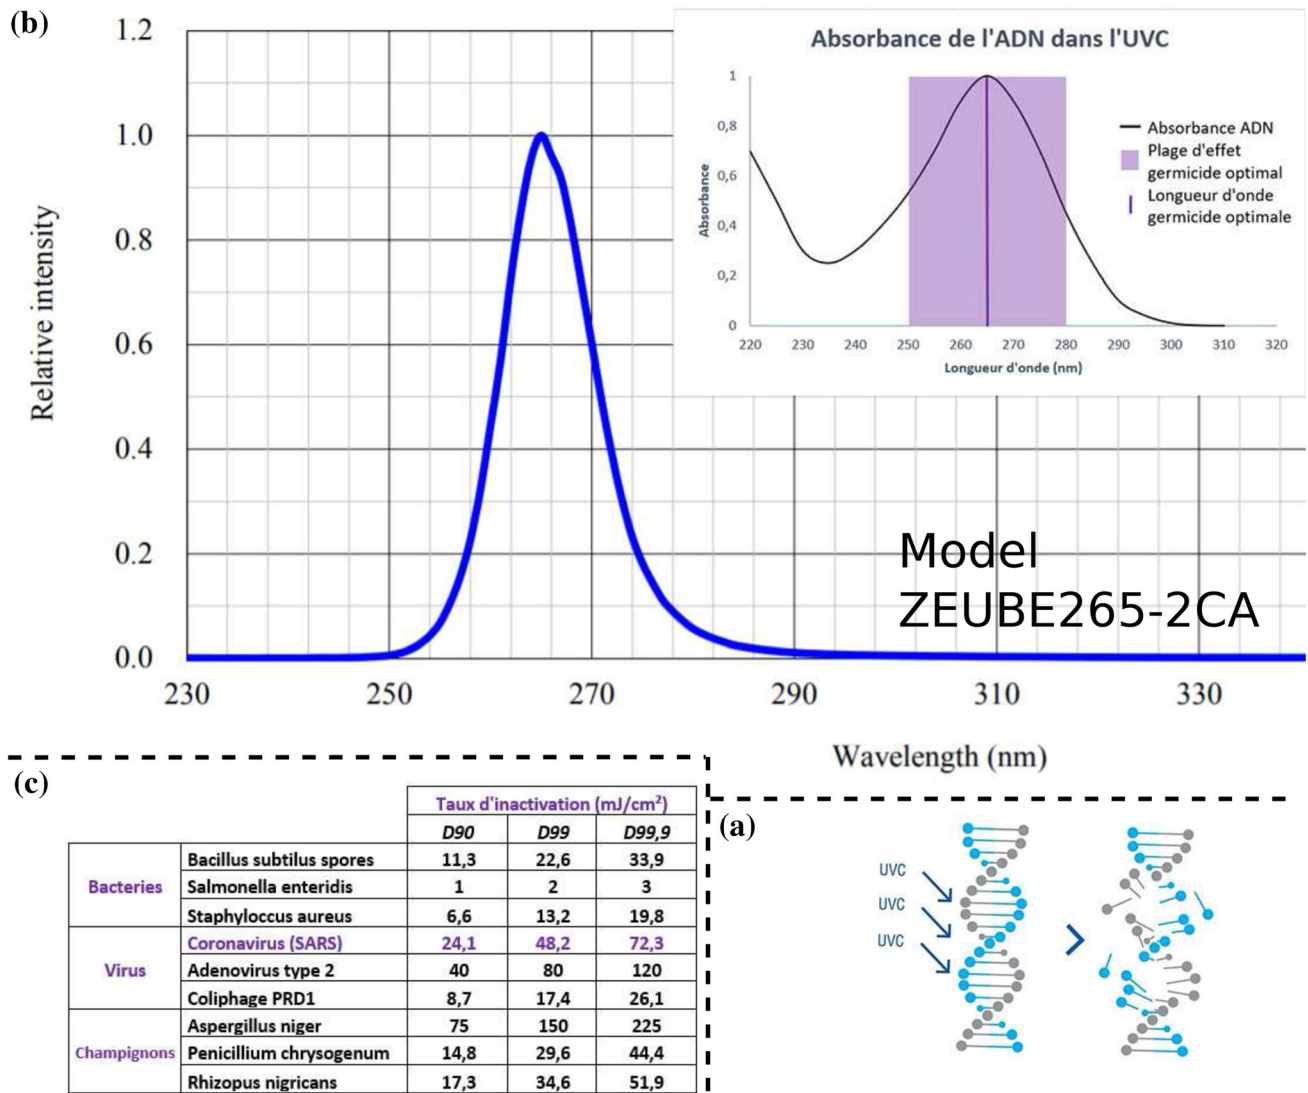 (b)
Relative intensity
1.2
1.0
0.8
0.6
0.4
0.2
0.0
230 250 270 290 310 330
Wavelength (nm)
Model
ZEUBE265-2CA
Absorbance de l'ADN dans l'UVC
Absorbance
1
0,8
0,6
0,4
0,2
0
220 230 240 250 260 270 280 290 300 310 320
Longueur d'onde (nm)
Absorbance ADN
Plage d'effet
germicide optimal
Longueur d'onde
germicide optimale
(c)
Taux d'inactivation (mJ/cm²)
D90 D99 D99,9
Bacteries
Bacillus subtilus spores 11,3 22,6 33,9
Salmonella enteridis 1 2 3
Staphyloccus aureus 6,6 13,2 19,8
Virus
Coronavirus (SARS) 24,1 48,2 72,3
Adenovirus type 2 40 80 120
Coliphage PRD1 8,7 17,4 26,1
Champignons
Aspergillus niger 75 150 225
Penicillium chrysogenum 14,8 29,6 44,4
Rhizopus nigricans 17,3 34,6 51,9
(a)
UVC
UVC
UVC